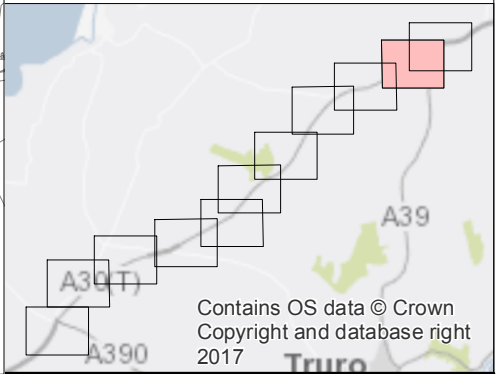 A39
A30(T)
Contains OS data © Crown
Copyright and database right
2017
A390
Truro